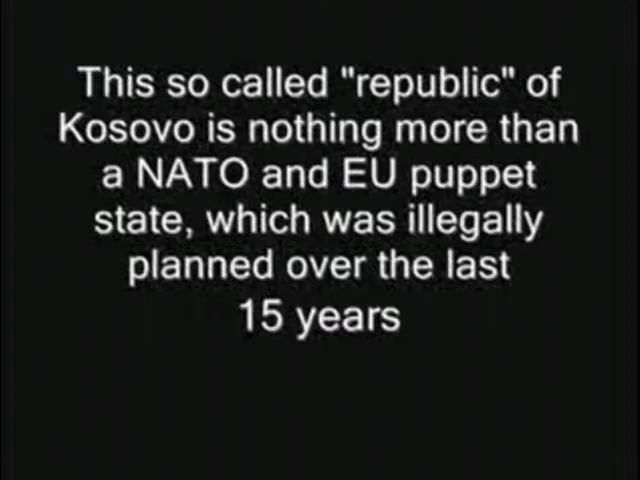 This so called "republic" of
Kosovo is nothing more than
a NATO and EU puppet
state, which was illegally
planned over the last
15 years